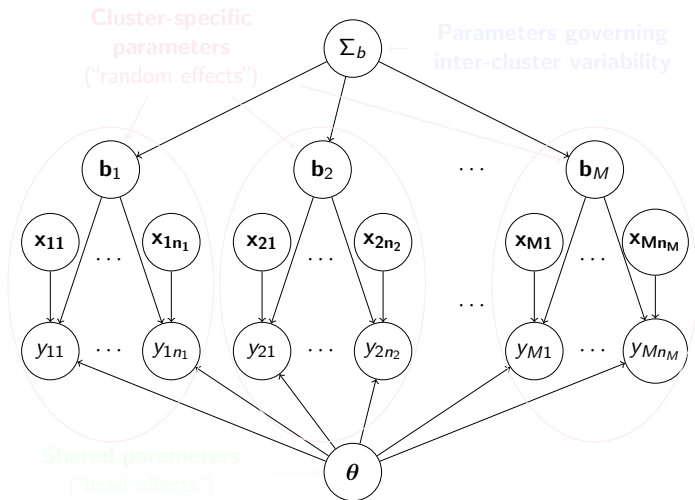 Cluster-specific
parameters
("random effects")
Σ_b
Parameters governing
inter-cluster variability
b_1 b_2 ... b_M
x_11 ... x_1n_1 x_21 ... x_2n_2 x_M1 ... x_Mn_M
...
y_11 ... y_1n_1 y_21 ... y_2n_2 y_M1 ... y_Mn_M
Shared parameters
("fixed effects")
θ